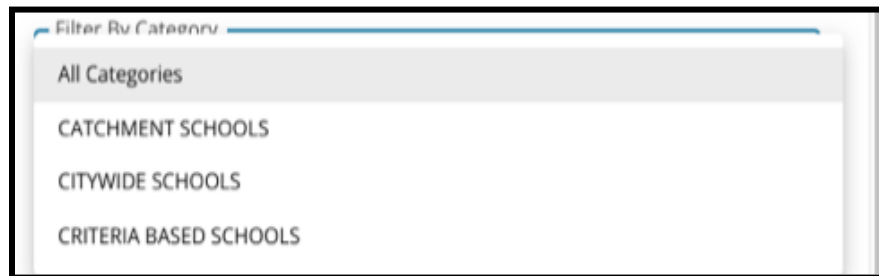 Filter By Category
All Categories
CATCHMENT SCHOOLS
CITYWIDE SCHOOLS
CRITERIA BASED SCHOOLS